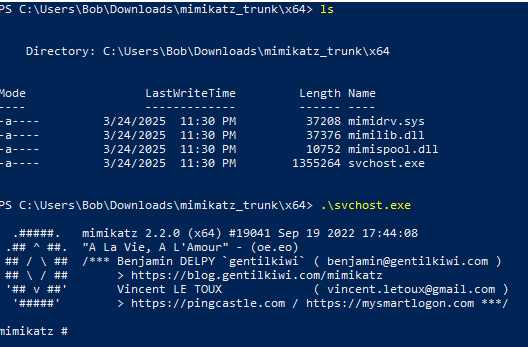 PS C:\Users\Bob\Downloads\mimikatz_trunk\x64> ls
Directory: C:\Users\Bob\Downloads\mimikatz_trunk\x64
Mode                 LastWriteTime         Length Name
----                 -------------         ------ ----
-a----         3/24/2025  11:30 PM          37208 mimidrv.sys
-a----         3/24/2025  11:30 PM          37376 mimilib.dll
-a----         3/24/2025  11:30 PM          10752 mimispool.dll
-a----         3/24/2025  11:30 PM        1355264 svchost.exe
PS C:\Users\Bob\Downloads\mimikatz_trunk\x64> .\svchost.exe
  .#####.   mimikatz 2.2.0 (x64) #19041 Sep 19 2022 17:44:08
 .## ^ ##.  "A La Vie, A L'Amour" - (oe.eo)
 ## / \ ##  /*** Benjamin DELPY `gentilkiwi` ( benjamin@gentilkiwi.com )
 ## \ / ##       > https://blog.gentilkiwi.com/mimikatz
 '## v ##'       Vincent LE TOUX             ( vincent.letoux@gmail.com )
  '#####'        > https://pingcastle.com / https://mysmartlogon.com ***/
mimikatz #